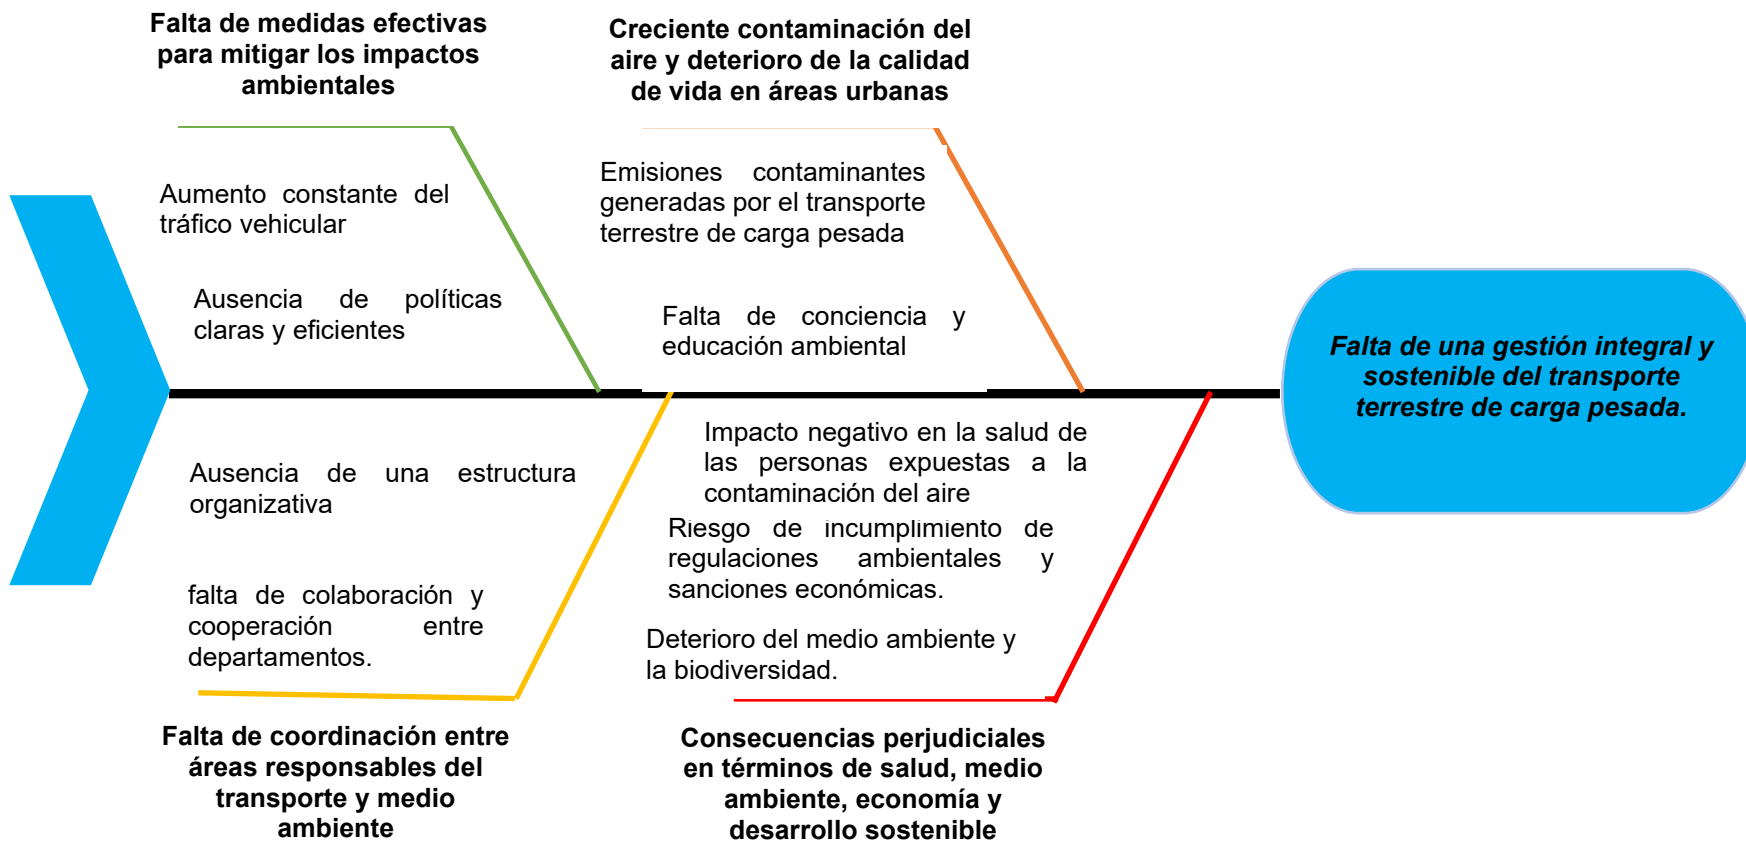 Falta de medidas efectivas
para mitigar los impactos
ambientales
Creciente contaminación del
aire y deterioro de la calidad
de vida en áreas urbanas
Aumento constante del
tráfico vehicular
Ausencia de políticas
claras y eficientes
Emisiones contaminantes
generadas por el transporte
terrestre de carga pesada
Falta de conciencia y
educación ambiental
Falta de una gestión integral y
sostenible del transporte
terrestre de carga pesada.
Ausencia de una estructura
organizativa
falta de colaboración y
cooperación entre
departamentos.
Impacto negativo en la salud de
las personas expuestas a la
contaminación del aire
Riesgo de incumplimiento de
regulaciones ambientales y
sanciones económicas.
Deterioro del medio ambiente y
la biodiversidad.
Falta de coordinación entre
áreas responsables del
transporte y medio
ambiente
Consecuencias perjudiciales
en términos de salud, medio
ambiente, economía y
desarrollo sostenible